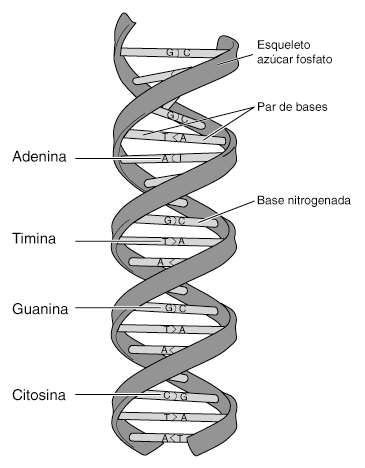 G C
Esqueleto
azúcar fosfato
G C
Par de bases
T A
Adenina
A
Base nitrogenada
G C
Timina
T A
A
Guanina
G C
T A
A
Citosina
C G
T A
A T